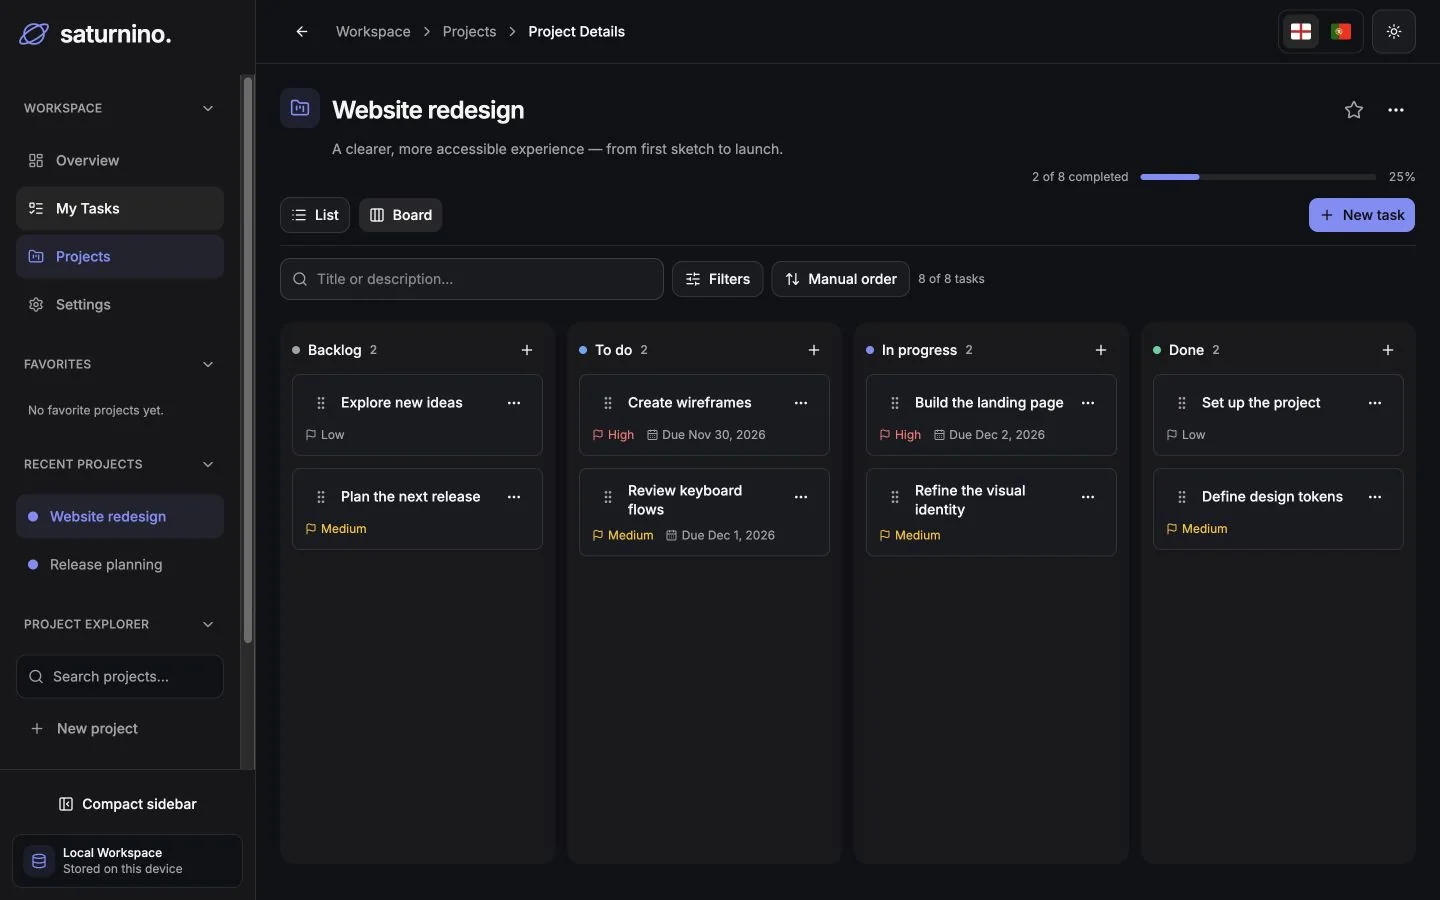 saturnino.
WORKSPACE
Overview
My Tasks
Projects
Settings
FAVORITES
No favorite projects yet.
RECENT PROJECTS
Website redesign
Release planning
PROJECT EXPLORER
Search projects...
New project
Compact sidebar
Local Workspace
Stored on this device
Workspace > Projects > Project Details
Website redesign
A clearer, more accessible experience — from first sketch to launch.
2 of 8 completed 25%
List Board
New task
Title or description... Filters Manual order 8 of 8 tasks
Backlog 2
Explore new ideas
Low
Plan the next release
Medium
To do 2
Create wireframes
High Due Nov 30, 2026
Review keyboard
flows
Medium Due Dec 1, 2026
In progress 2
Build the landing page
High Due Dec 2, 2026
Refine the visual
identity
Medium
Done 2
Set up the project
Low
Define design tokens
Medium